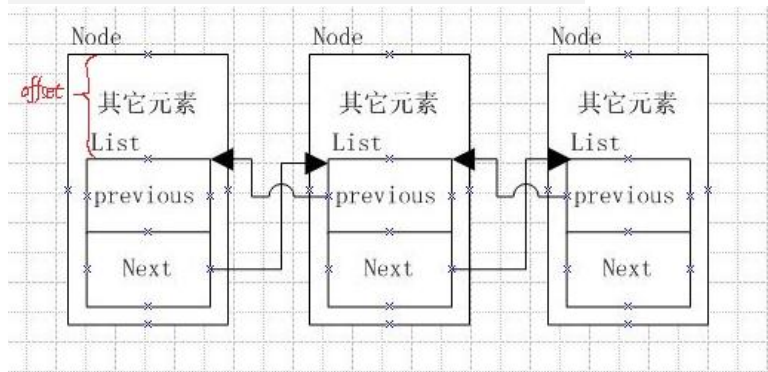 Node Node Node
offset
其它元素 其它元素 其它元素
List List List
previous previous previous
Next Next Next